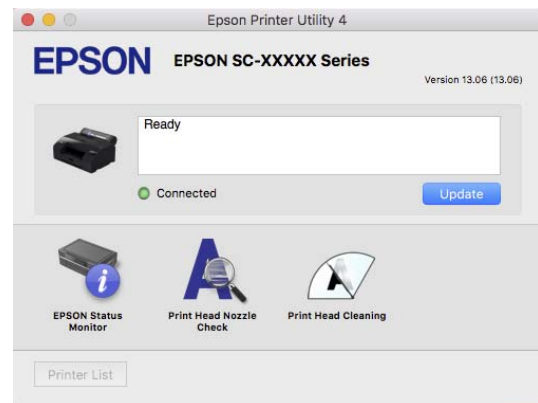 Epson Printer Utility 4
EPSON
EPSON SC-XXXXX Series
Version 13.06 (13.06)
Ready
Connected
Update
EPSON Status
Monitor
Print Head Nozzle
Check
Print Head Cleaning
Printer List